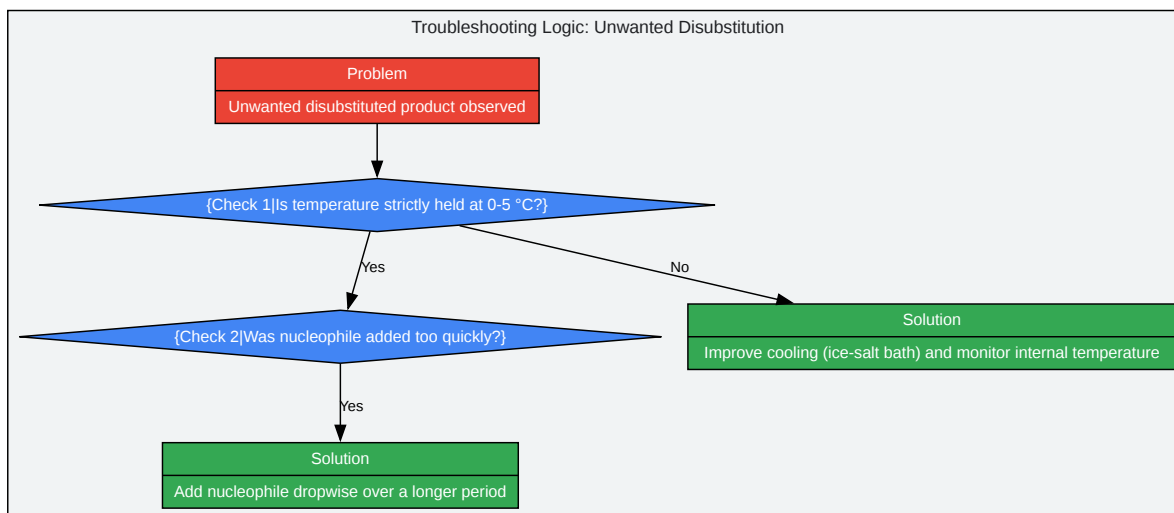 Troubleshooting Logic: Unwanted Disubstitution
Problem
Unwanted disubstituted product observed
{Check 1|Is temperature strictly held at 0-5 °C?}
Yes
No
{Check 2|Was nucleophile added too quickly?}
Solution
Improve cooling (ice-salt bath) and monitor internal temperature
Yes
Solution
Add nucleophile dropwise over a longer period